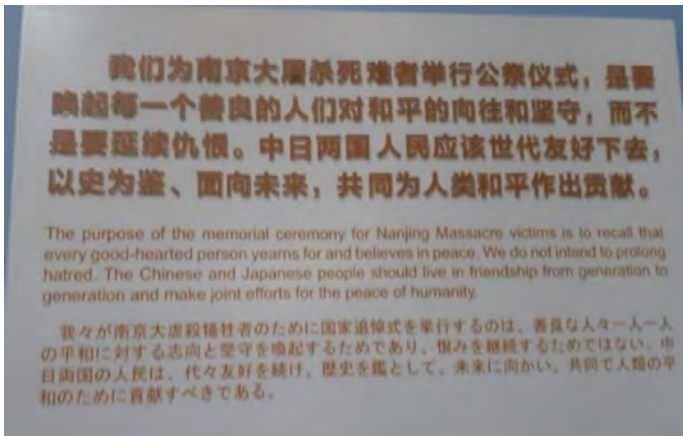 我们为南京大屠杀死难者举行公祭仪式，是要
唤起每一个善良的人们对和平的向往和坚守，而不
是要延续仇恨。中日两国人民应该世代友好下去，
以史为鉴、面向未来，共同为人类和平作出贡献。
The purpose of the memorial ceremony for Nanjing Massacre victims is to recall that
every good-hearted person yearns for and believes in peace. We do not intend to prolong
hatred. The Chinese and Japanese people should live in friendship from generation to
generation and make joint efforts for the peace of humanity.
我々が南京大虐殺犠牲者のために国家追悼式を挙行するのは、善良な人々一人一人
の平和に対する志向と堅守を喚起するためであり、恨みを継続するためではない。中
日両国の人民は、代々友好を続け、歴史を鑑として、未来に向かい、共同で人類の平
和のために貢献すべきである。